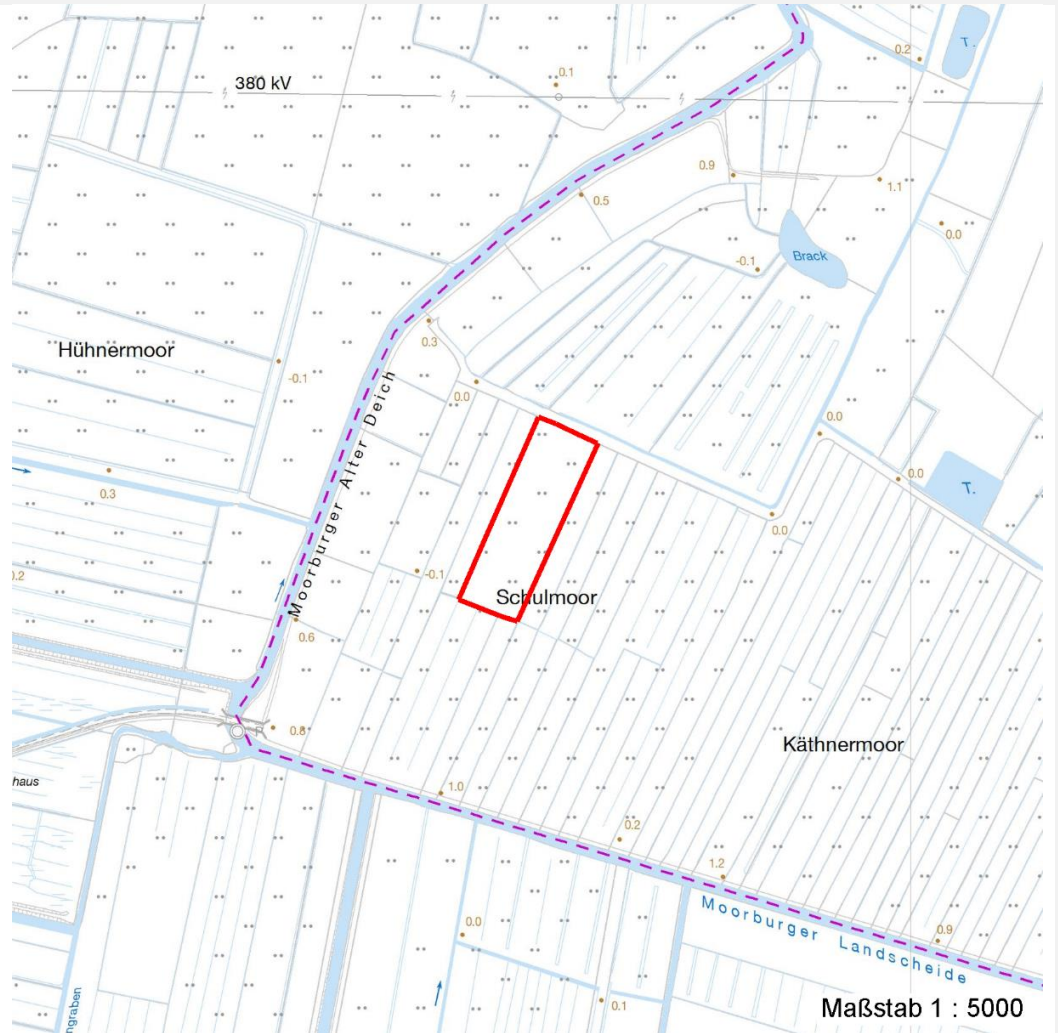 T.
0.2
380 kV
0.1
0.9
1.1
0.5
0.0
Brack
-0.1
Hühnermoor
0.3
-0.1
0.0
Moorburger Alter Deich
0.0
0.0
0.3
T.
0.0
-0.1
0.2
Schulmoor
0.6
0.8
Käthnermoor
haus
1.0
0.2
1.2
Moorburger Landscheide
0.0
0.9
ngraben
0.1
Maßstab 1 : 5000